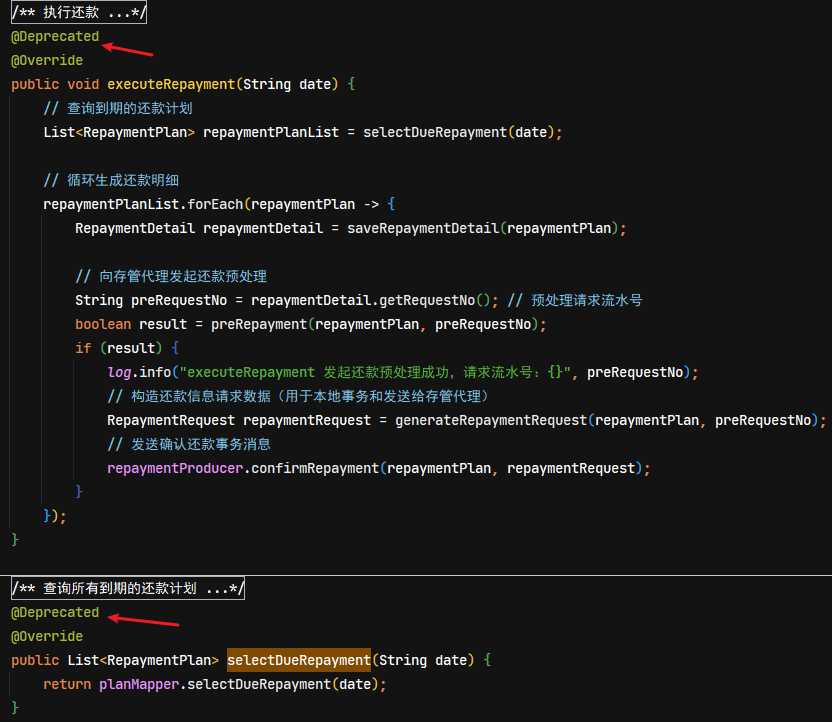 /** 执行还款 ...*/
@Deprecated
@Override
public void executeRepayment(String date) {
// 查询到期的还款计划
List<RepaymentPlan> repaymentPlanList = selectDueRepayment(date);
// 循环生成还款明细
repaymentPlanList.forEach(repaymentPlan -> {
RepaymentDetail repaymentDetail = saveRepaymentDetail(repaymentPlan);
// 向存管代理发起还款预处理
String preRequestNo = repaymentDetail.getRequestNo(); // 预处理请求流水号
boolean result = preRepayment(repaymentPlan, preRequestNo);
if (result) {
log.info("executeRepayment 发起还款预处理成功，请求流水号：{}", preRequestNo);
// 构造还款信息请求数据（用于本地事务和发送给存管代理）
RepaymentRequest repaymentRequest = generateRepaymentRequest(repaymentPlan, preRequestNo);
// 发送确认还款事务消息
repaymentProducer.confirmRepayment(repaymentPlan, repaymentRequest);
}
});
}
/** 查询所有到期的还款计划 ...*/
@Deprecated
@Override
public List<RepaymentPlan> selectDueRepayment(String date) {
return planMapper.selectDueRepayment(date);
}